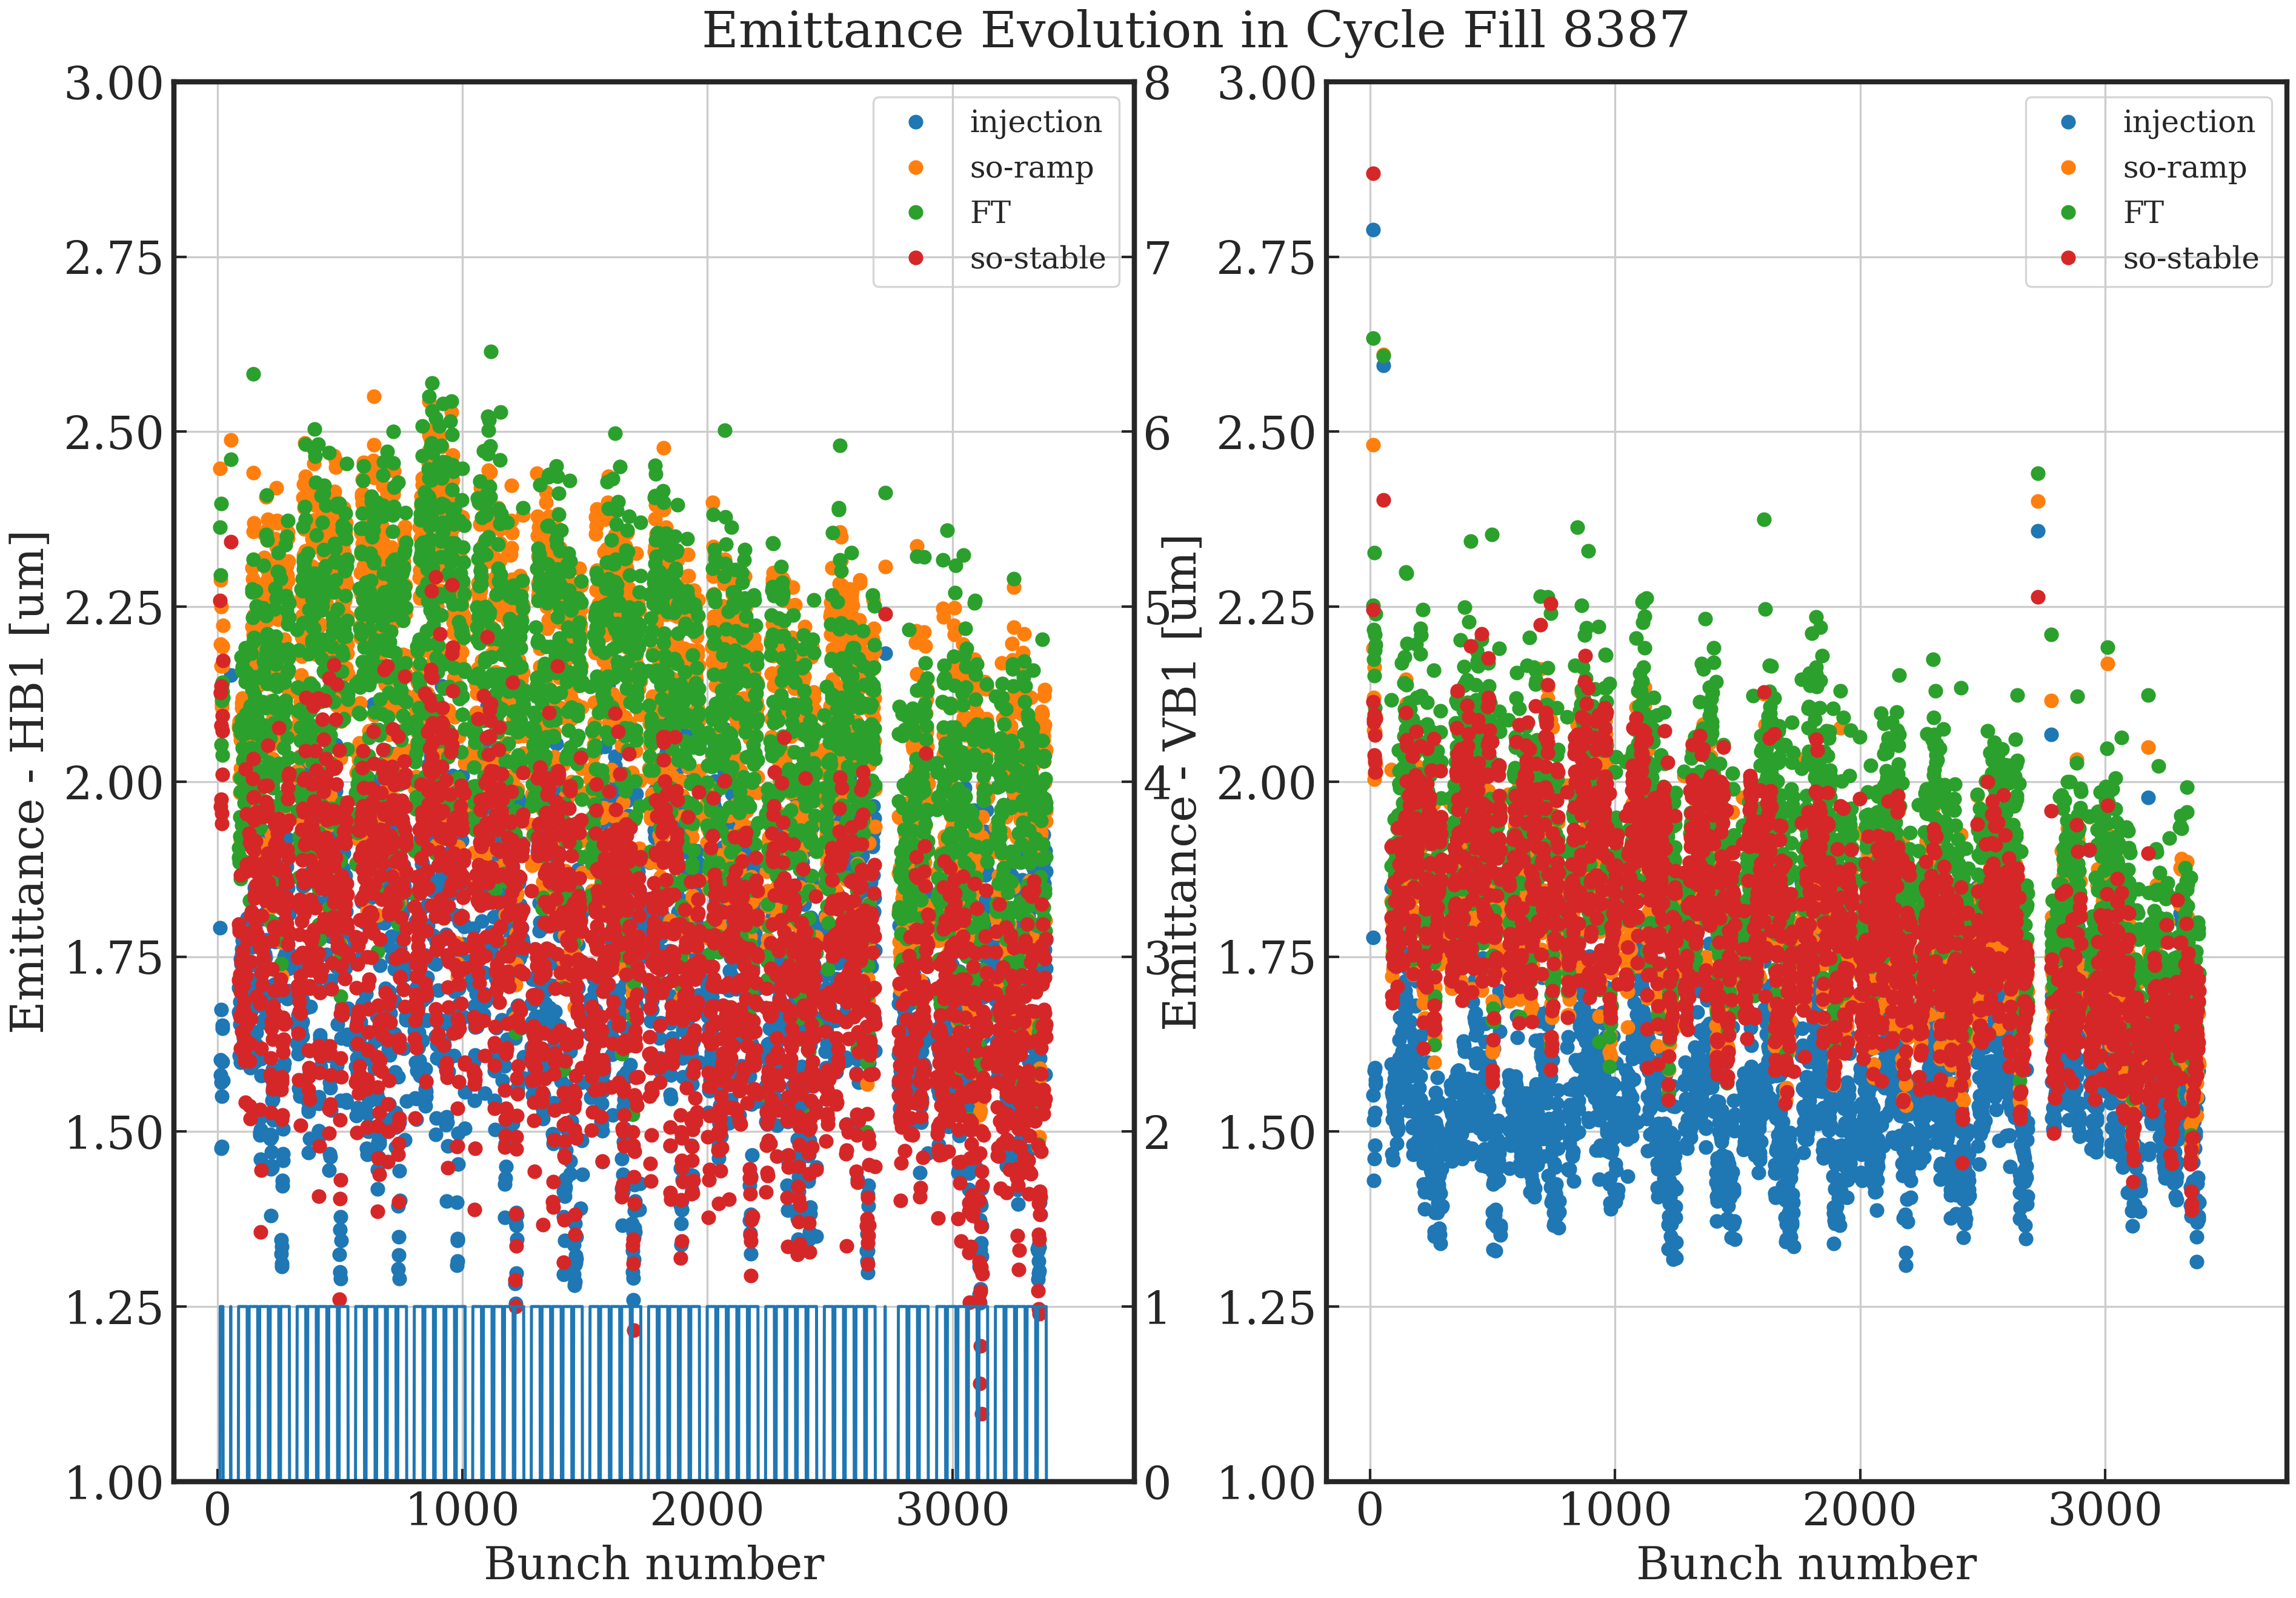 Emittance Evolution in Cycle Fill 8387
3.00
2.75
2.50
2.25
2.00
1.75
1.50
1.25
1.00
Emittance - HB1 [um]
0
1000
2000
3000
Bunch number
injection
so-ramp
FT
so-stable
8
7
6
5
4
3
2
1
0
Emittance - VB1 [um]
3.00
2.75
2.50
2.25
2.00
1.75
1.50
1.25
1.00
0
1000
2000
3000
Bunch number
injection
so-ramp
FT
so-stable